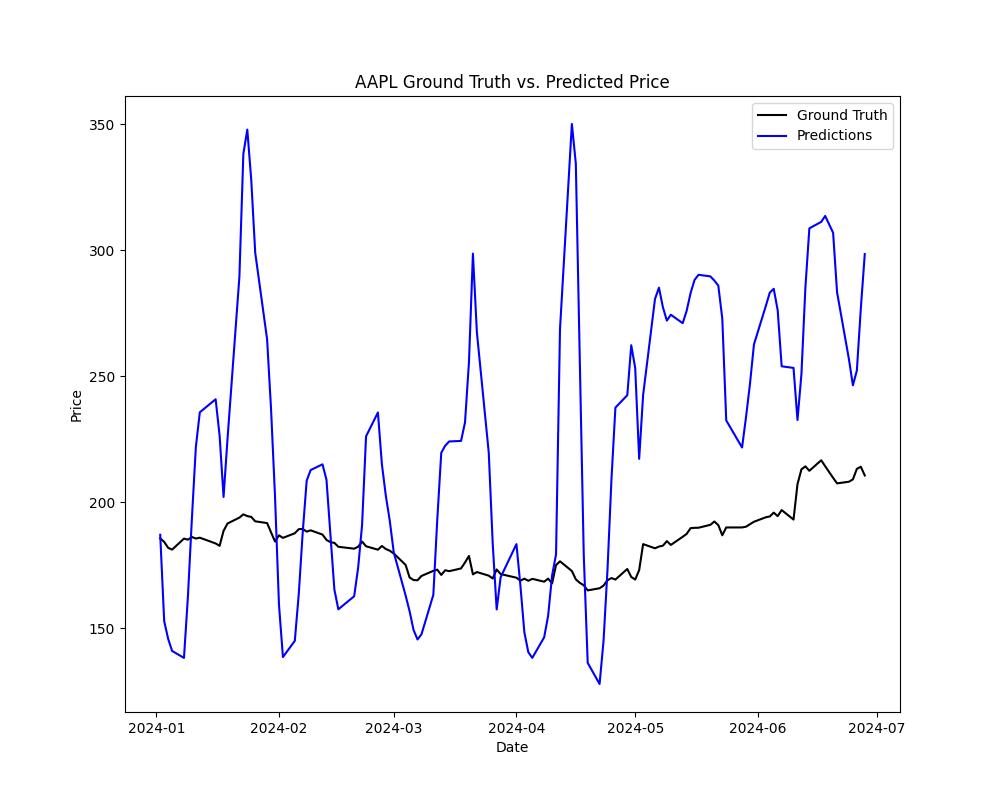 AAPL Ground Truth vs. Predicted Price
Ground Truth
Predictions
350
300
250
200
150
Price
2024-01 2024-02 2024-03 2024-04 2024-05 2024-06 2024-07
Date